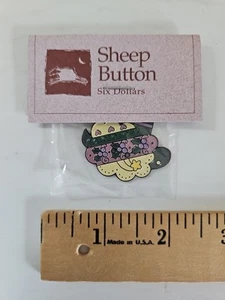 Sheep
Button
Six Dollars
1 Made in U.S.A. 2 3